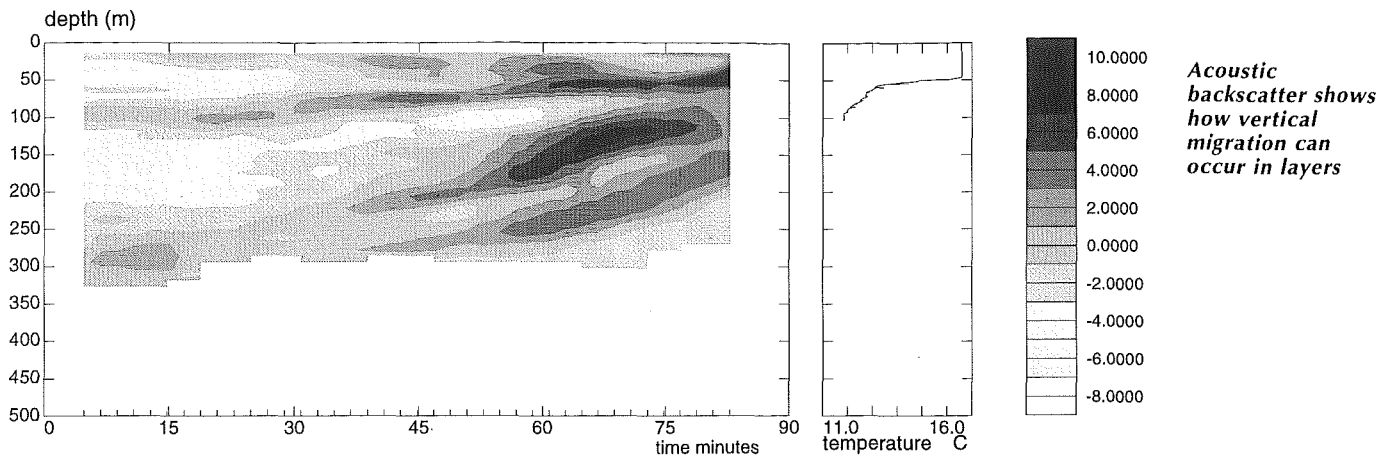 depth (m)
0
50
100
150
200
250
300
350
400
450
500
0 15 30 45 60 75 90
time minutes
11.0 16.0
temperature C
10.0000
8.0000
6.0000
4.0000
2.0000
0.0000
-2.0000
-4.0000
-6.0000
-8.0000
Acoustic
backscatter shows
how vertical
migration can
occur in layers